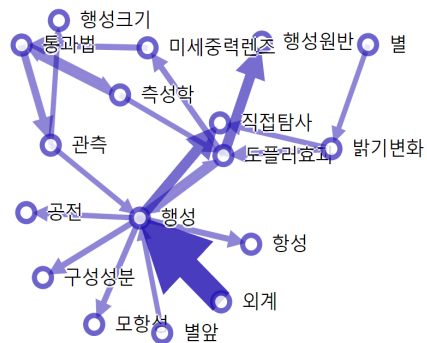 행성크기
통과법
미세중력렌즈
행성원반
별
측성학
직접탐사
관측
도플러효과
밝기변화
공전
행성
항성
구성성분
외계
모항성
별앞